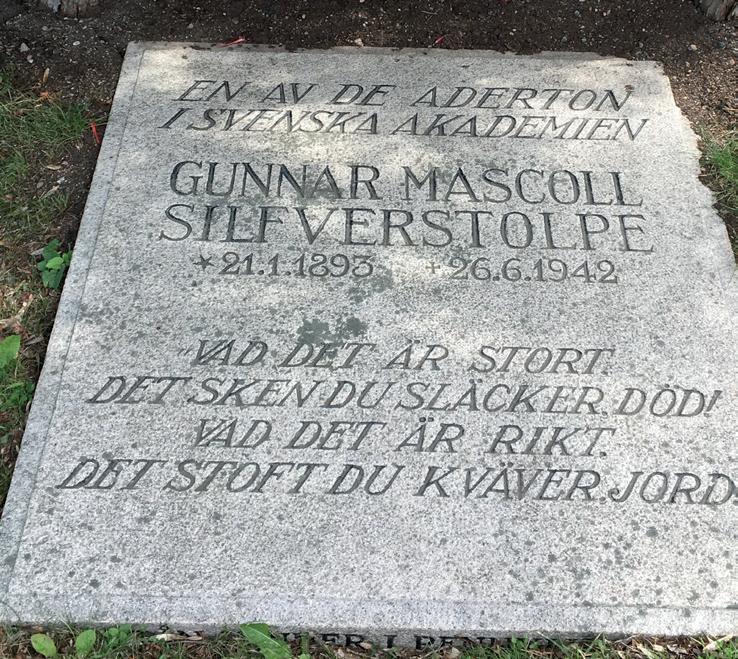 EN AV DE ADERTON
I SVENSKA AKADEMIEN
GUNNAR MASCOLL
SILFVERSTOLPE
*21.1.1893 +26.6.1942
VAD DET ÄR STORT.
DET SKEN DU SLÄCKER, DÖD!
VAD DET ÄR RIKT.
DET STOFT DU KVÄVER, JORD